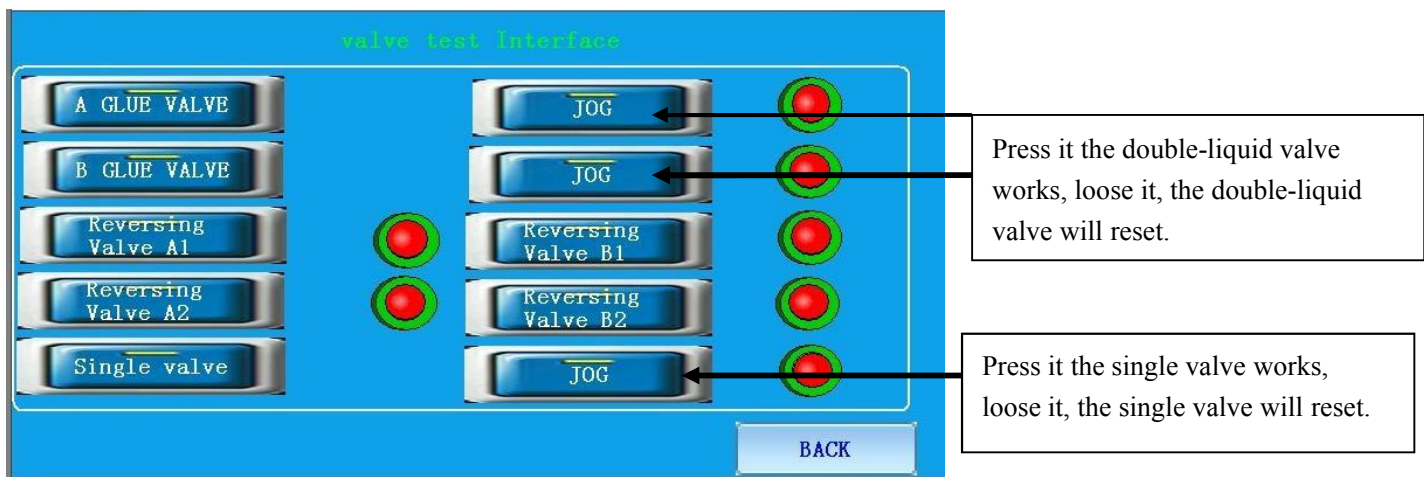 valve test Interface
A GLUE VALVE
JOG
B GLUE VALVE
JOG
Reversing
Valve A1
Reversing
Valve B1
Reversing
Valve A2
Reversing
Valve B2
Single valve
JOG
BACK
Press it the double-liquid valve
works, loose it, the double-liquid
valve will reset.
Press it the single valve works,
loose it, the single valve will reset.